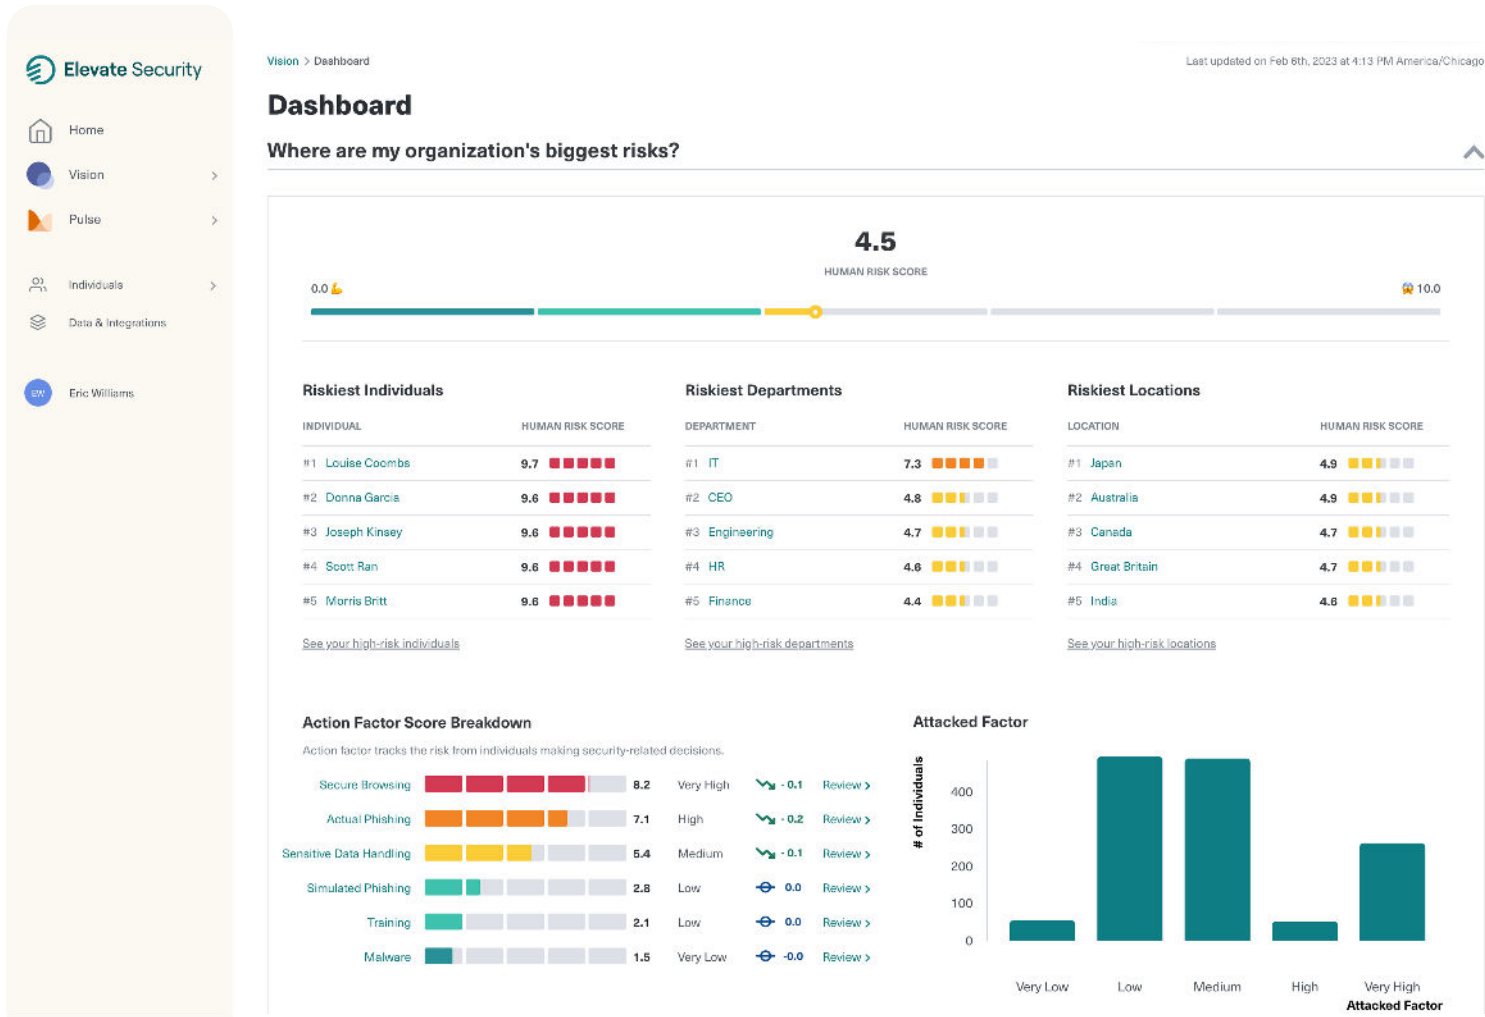 Elevate Security
Home
Vision
Pulse
Individuals
Data & Integrations
EW
Eric Williams
Vision > Dashboard
Last updated on Feb 6th, 2023 at 4:13 PM America/Chicago
Dashboard
Where are my organization's biggest risks?
4.5
HUMAN RISK SCORE
0.0 💪
😱 10.0
Riskiest Individuals
INDIVIDUAL HUMAN RISK SCORE
#1 Louise Coombs 9.7
#2 Donna Garcia 9.6
#3 Joseph Kinsey 9.6
#4 Scott Ran 9.6
#5 Morris Britt 9.6
See your high-risk individuals
Riskiest Departments
DEPARTMENT HUMAN RISK SCORE
#1 IT 7.3
#2 CEO 4.8
#3 Engineering 4.7
#4 HR 4.6
#5 Finance 4.4
See your high-risk departments
Riskiest Locations
LOCATION HUMAN RISK SCORE
#1 Japan 4.9
#2 Australia 4.9
#3 Canada 4.7
#4 Great Britain 4.7
#5 India 4.6
See your high-risk locations
Action Factor Score Breakdown
Action factor tracks the risk from individuals making security-related decisions.
Secure Browsing 8.2 Very High - 0.1 Review >
Actual Phishing 7.1 High - 0.2 Review >
Sensitive Data Handling 5.4 Medium - 0.1 Review >
Simulated Phishing 2.8 Low 0.0 Review >
Training 2.1 Low 0.0 Review >
Malware 1.5 Very Low -0.0 Review >
Attacked Factor
# of Individuals
400
300
200
100
0
Very Low Low Medium High Very High
Attacked Factor